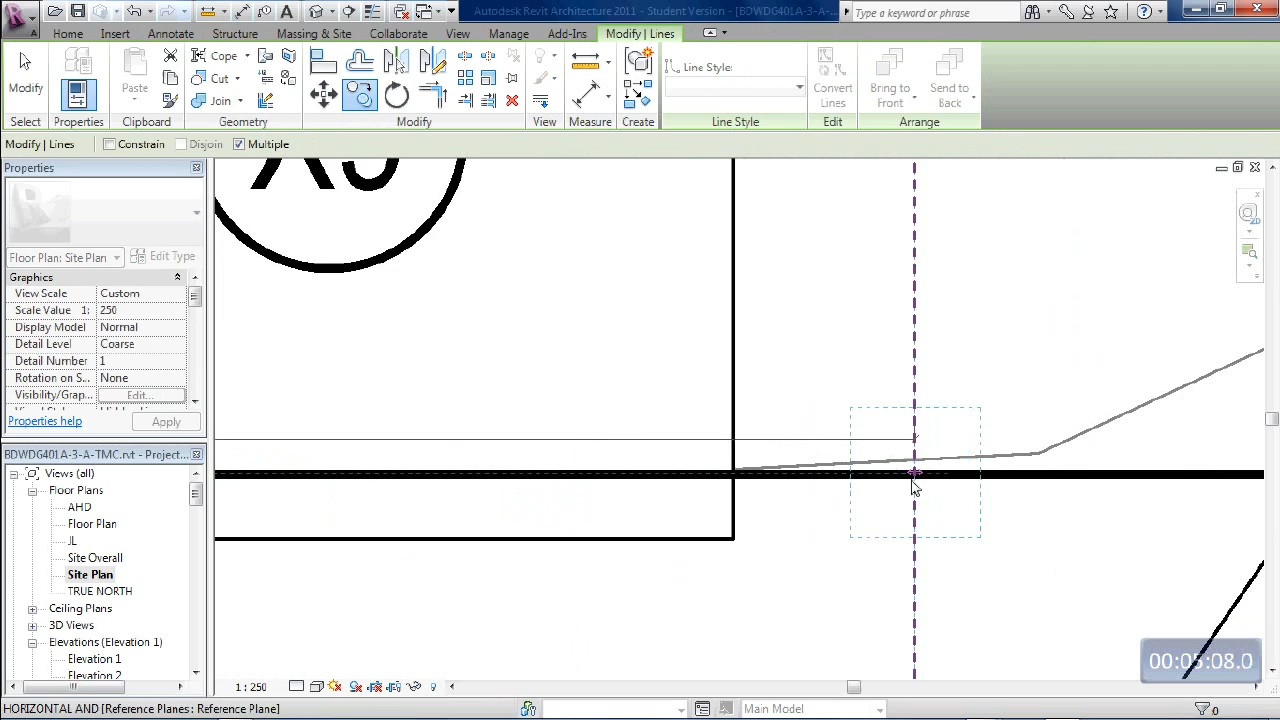 Autodesk Revit Architecture 2011 - Student Version - [BDWDG401A-3-A-...
Type a keyword or phrase
Home Insert Annotate Structure Massing & Site Collaborate View Manage Add-Ins Modify | Lines
Modify
Properties
Paste
Cope
Cut
Join
Line Style:
Convert Lines
Bring to Front
Send to Back
Select Properties Clipboard Geometry Modify View Measure Create Line Style Edit Arrange
Modify | Lines Constrain Disjoin Multiple
Properties
Edit Type
Floor Plan: Site Plan
Graphics
View Scale Custom
Scale Value 1: 250
Display Model Normal
Detail Level Coarse
Detail Number 1
Rotation on S... None
Visibility/Grap... Edit...
Properties help Apply
BDWDG401A-3-A-TMC.rvt - Project...
Views (all)
Floor Plans
AHD
Floor Plan
JL
Site Overall
Site Plan
TRUE NORTH
Ceiling Plans
3D Views
Elevations (Elevation 1)
Elevation 1
Elevation 2
1 : 250
00:05:08.0
HORIZONTAL AND [Reference Planes : Reference Plane]
Main Model
:0